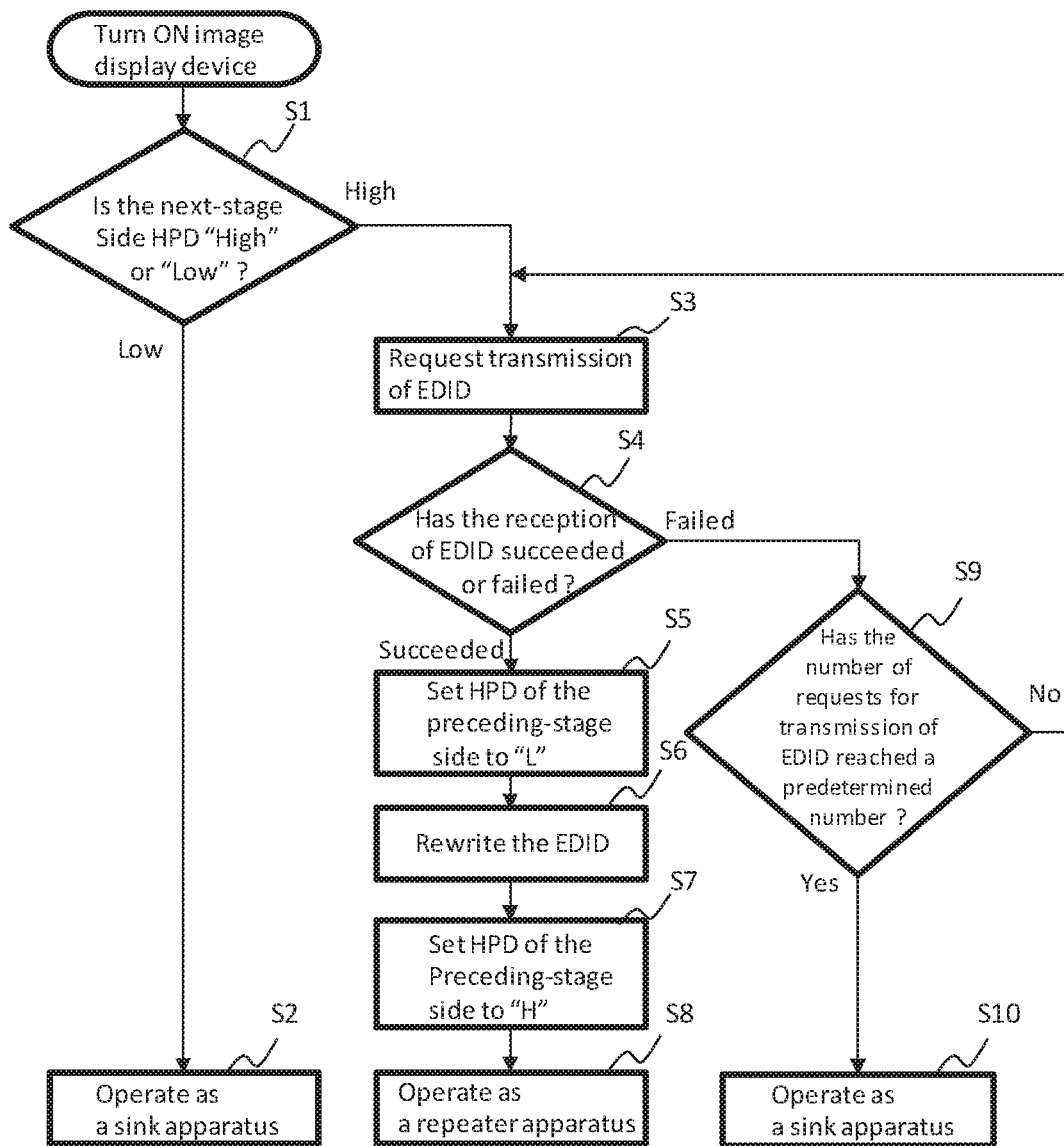 Turn ON image
display device
S1
Is the next-stage
Side HPD “High”
or “Low” ?
High
Low
S3
Request transmission
of EDID
S4
Has the reception
of EDID succeeded
or failed ?
Failed
Succeeded
S9
Has the
number of
requests for
transmission of
EDID reached a
predetermined
number ?
No
Yes
S5
Set HPD of the
preceding-stage
side to “L”
S6
Rewrite the EDID
S7
Set HPD of the
Preceding-stage
side to “H”
S2
Operate as
a sink apparatus
S8
Operate as
a repeater apparatus
S10
Operate as
a sink apparatus